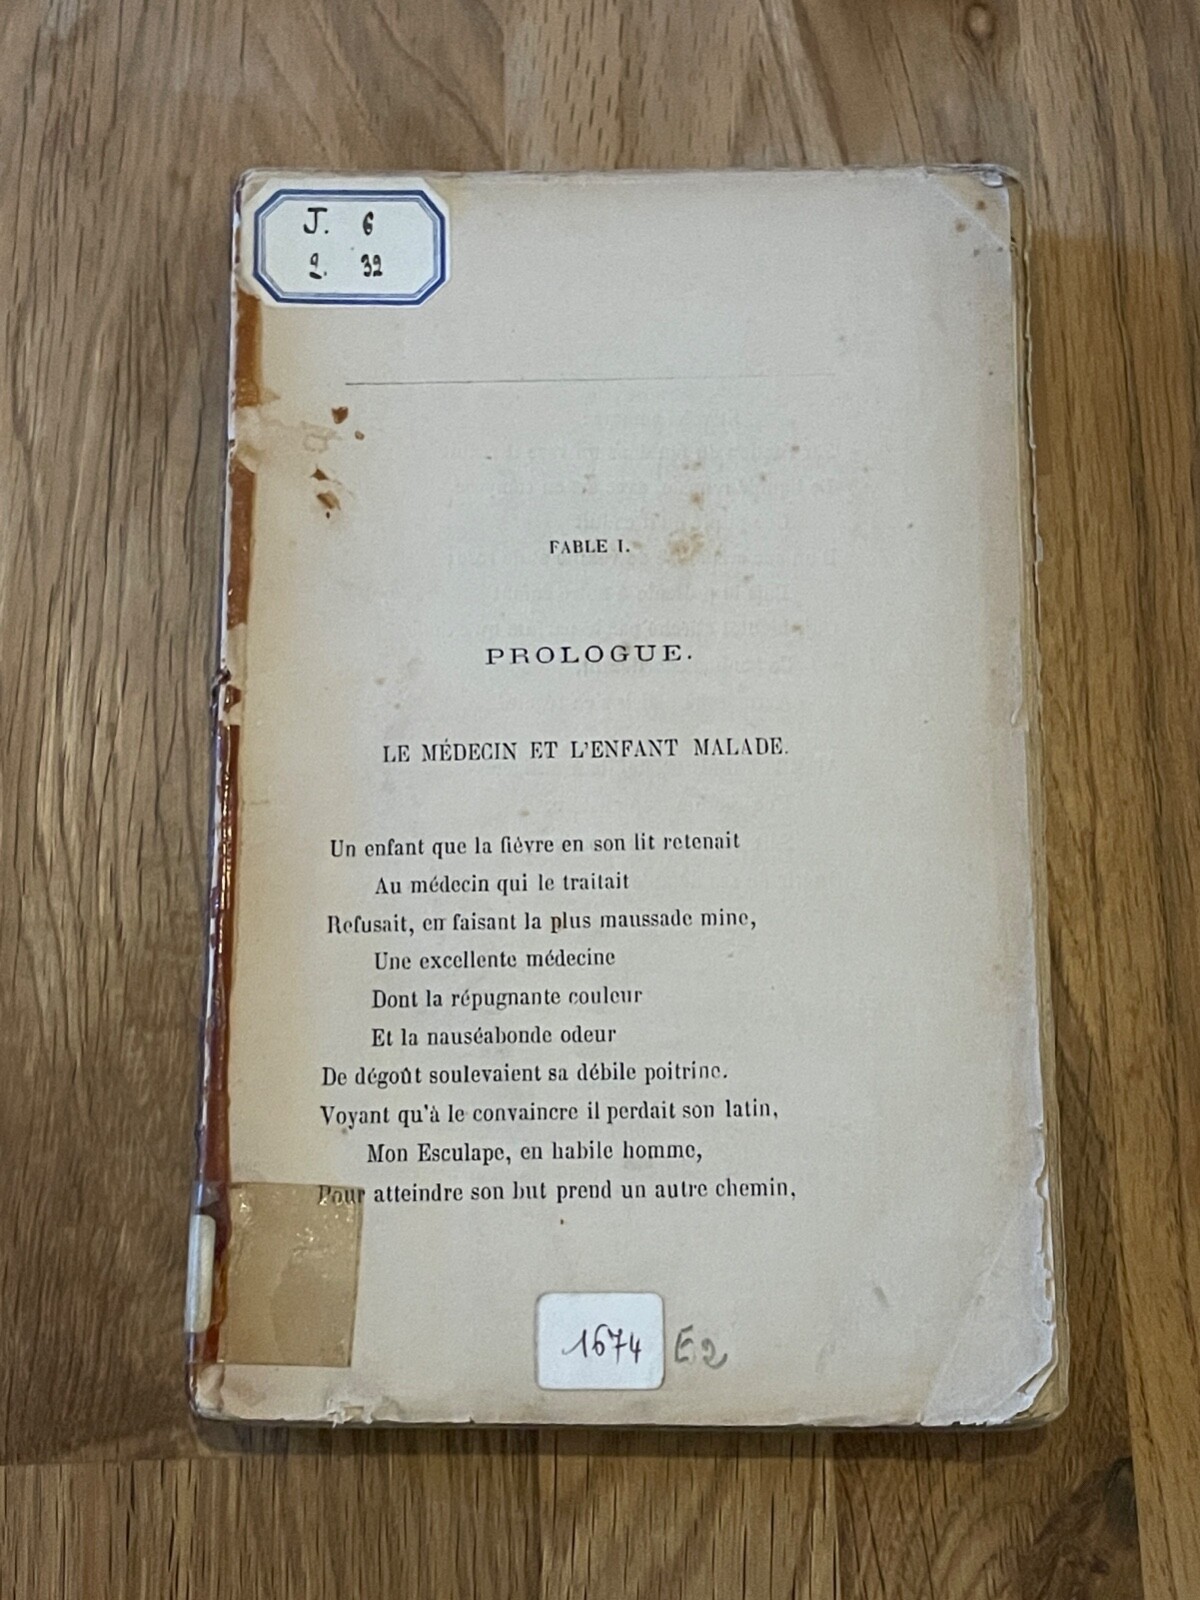 J. 6
2. 32
FABLE I.
PROLOGUE.
LE MÉDECIN ET L'ENFANT MALADE.
Un enfant que la fièvre en son lit retenait
Au médecin qui le traitait
Refusait, en faisant la plus maussade mine,
Une excellente médecine
Dont la répugnante couleur
Et la nauséabonde odeur
De dégoût soulevaient sa débile poitrine.
Voyant qu'à le convaincre il perdait son latin,
Mon Esculape, en habile homme,
Pour atteindre son but prend un autre chemin,
1674 E2